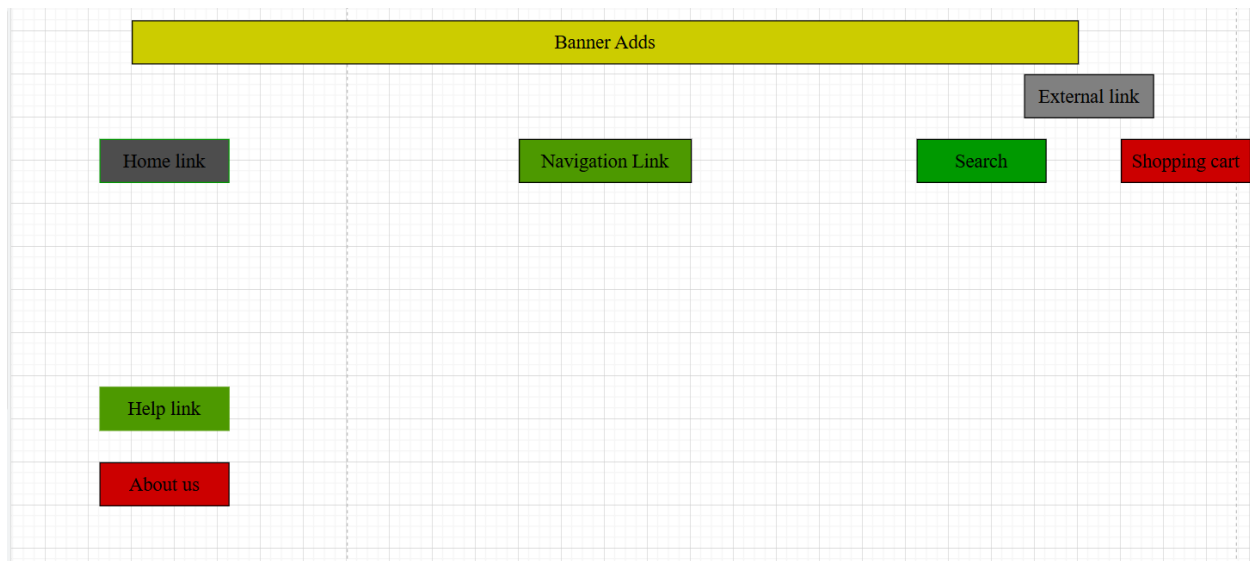 Banner Adds
External link
Home link
Navigation Link
Search
Shopping cart
Help link
About us